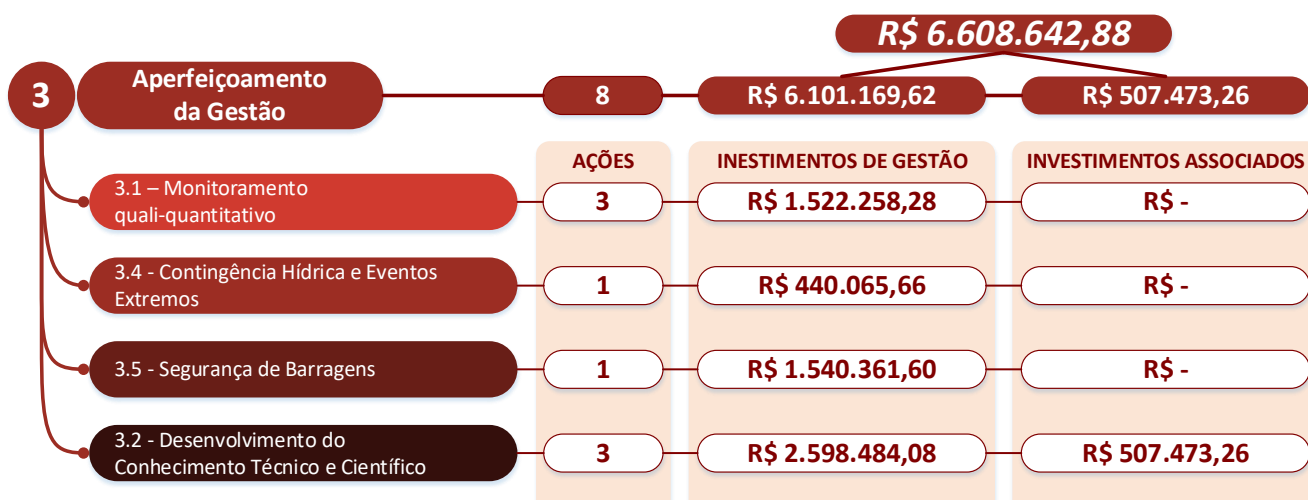 R$ 6.608.642,88
3
Aperfeiçoamento
da Gestão
8
R$ 6.101.169,62
R$ 507.473,26
AÇÕES
INESTIMENTOS DE GESTÃO
INVESTIMENTOS ASSOCIADOS
3.1 – Monitoramento
quali-quantitativo
3
R$ 1.522.258,28
R$ -
3.4 - Contingência Hídrica e Eventos
Extremos
1
R$ 440.065,66
R$ -
3.5 - Segurança de Barragens
1
R$ 1.540.361,60
R$ -
3.2 - Desenvolvimento do
Conhecimento Técnico e Científico
3
R$ 2.598.484,08
R$ 507.473,26